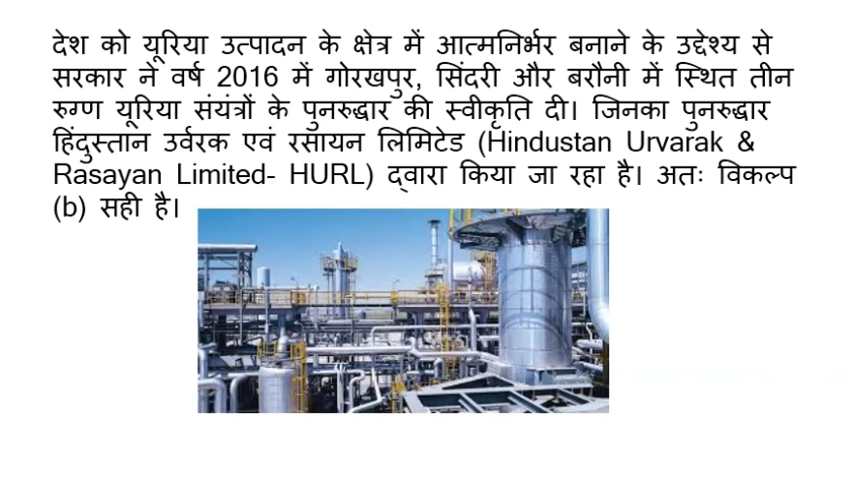 देश को यूरिया उत्पादन के क्षेत्र में आत्मनिर्भर बनाने के उद्देश्य से
सरकार ने वर्ष 2016 में गोरखपुर, सिंदरी और बरौनी में स्थित तीन
रुग्ण यूरिया संयंत्रों के पुनरुद्धार की स्वीकृति दी। जिनका पुनरुद्धार
हिंदुस्तान उर्वरक एवं रसायन लिमिटेड (Hindustan Urvarak &
Rasayan Limited- HURL) द्वारा किया जा रहा है। अतः विकल्प
(b) सही है।